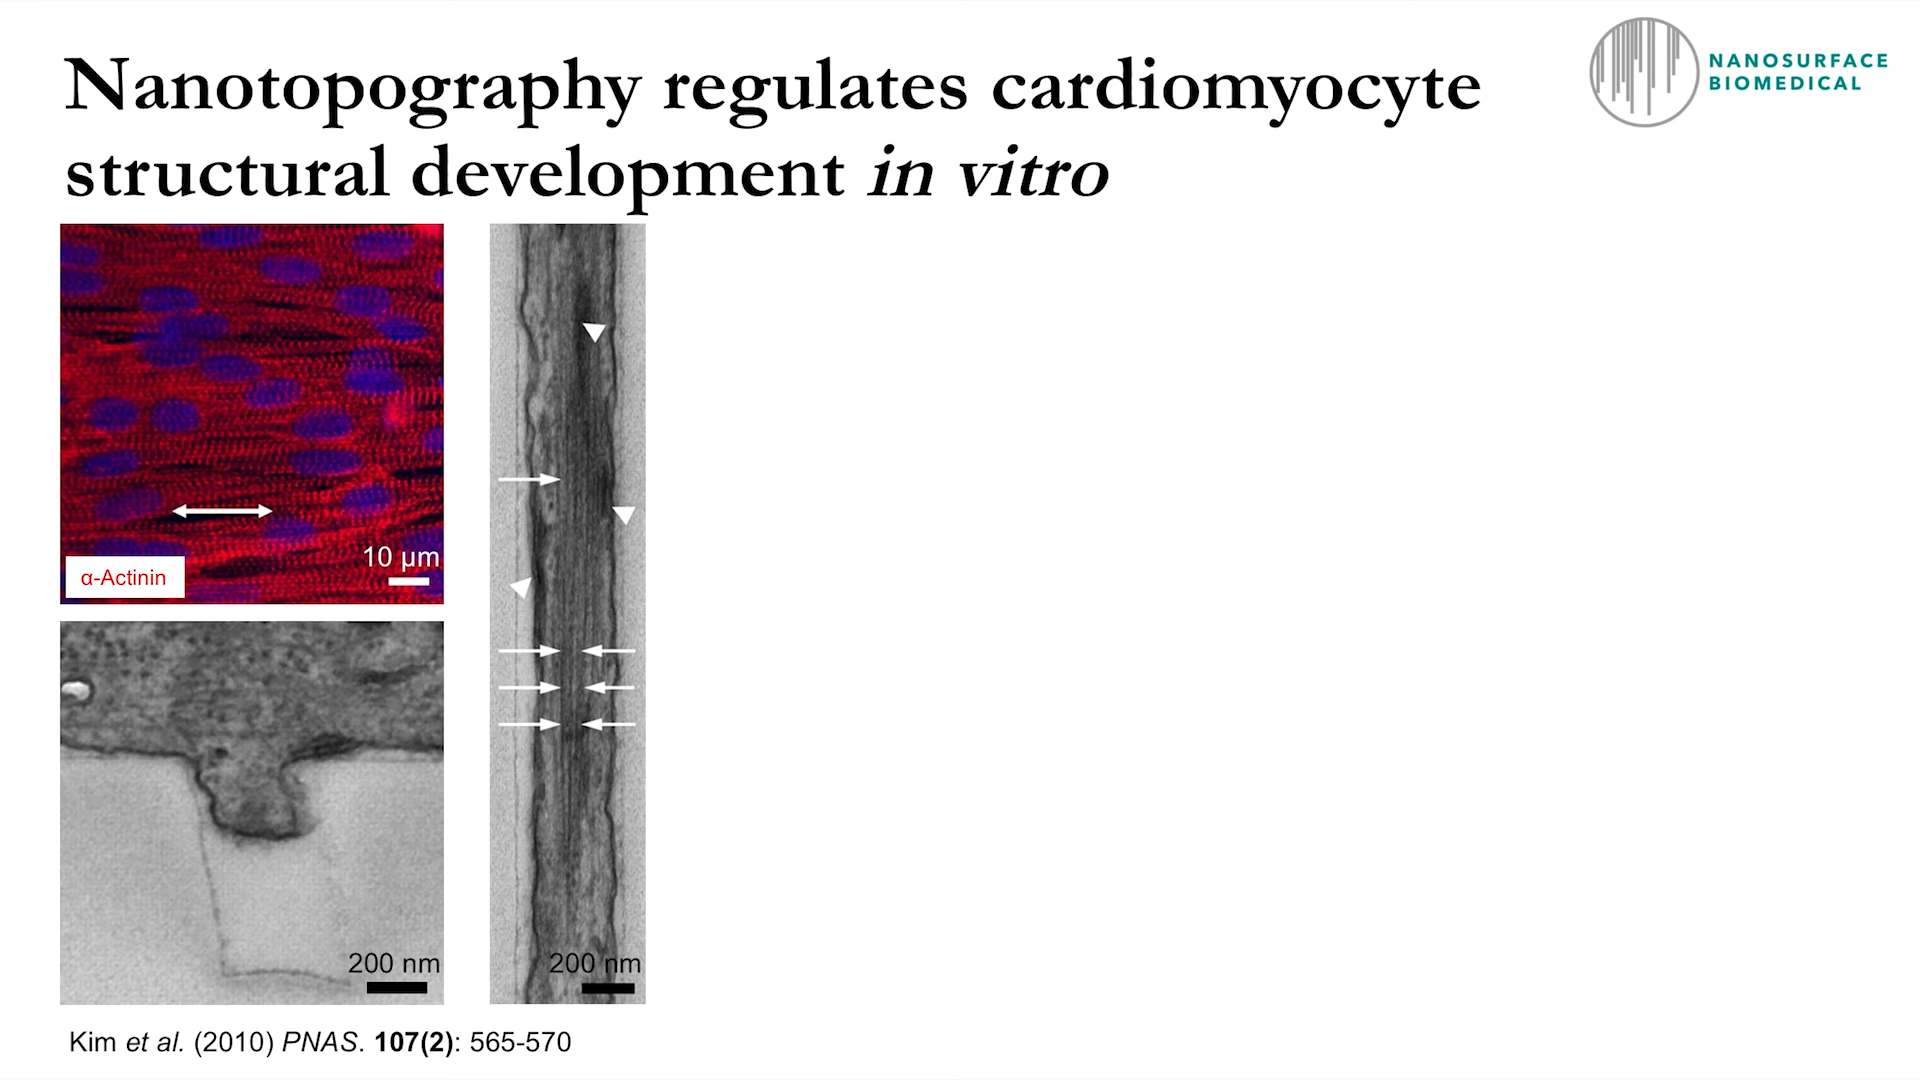 Nanotopography regulates cardiomyocyte
structural development in vitro
NANOSURFACE
BIOMEDICAL
10 µm
α-Actinin
200 nm
200 nm
Kim et al. (2010) PNAS. 107(2): 565-570